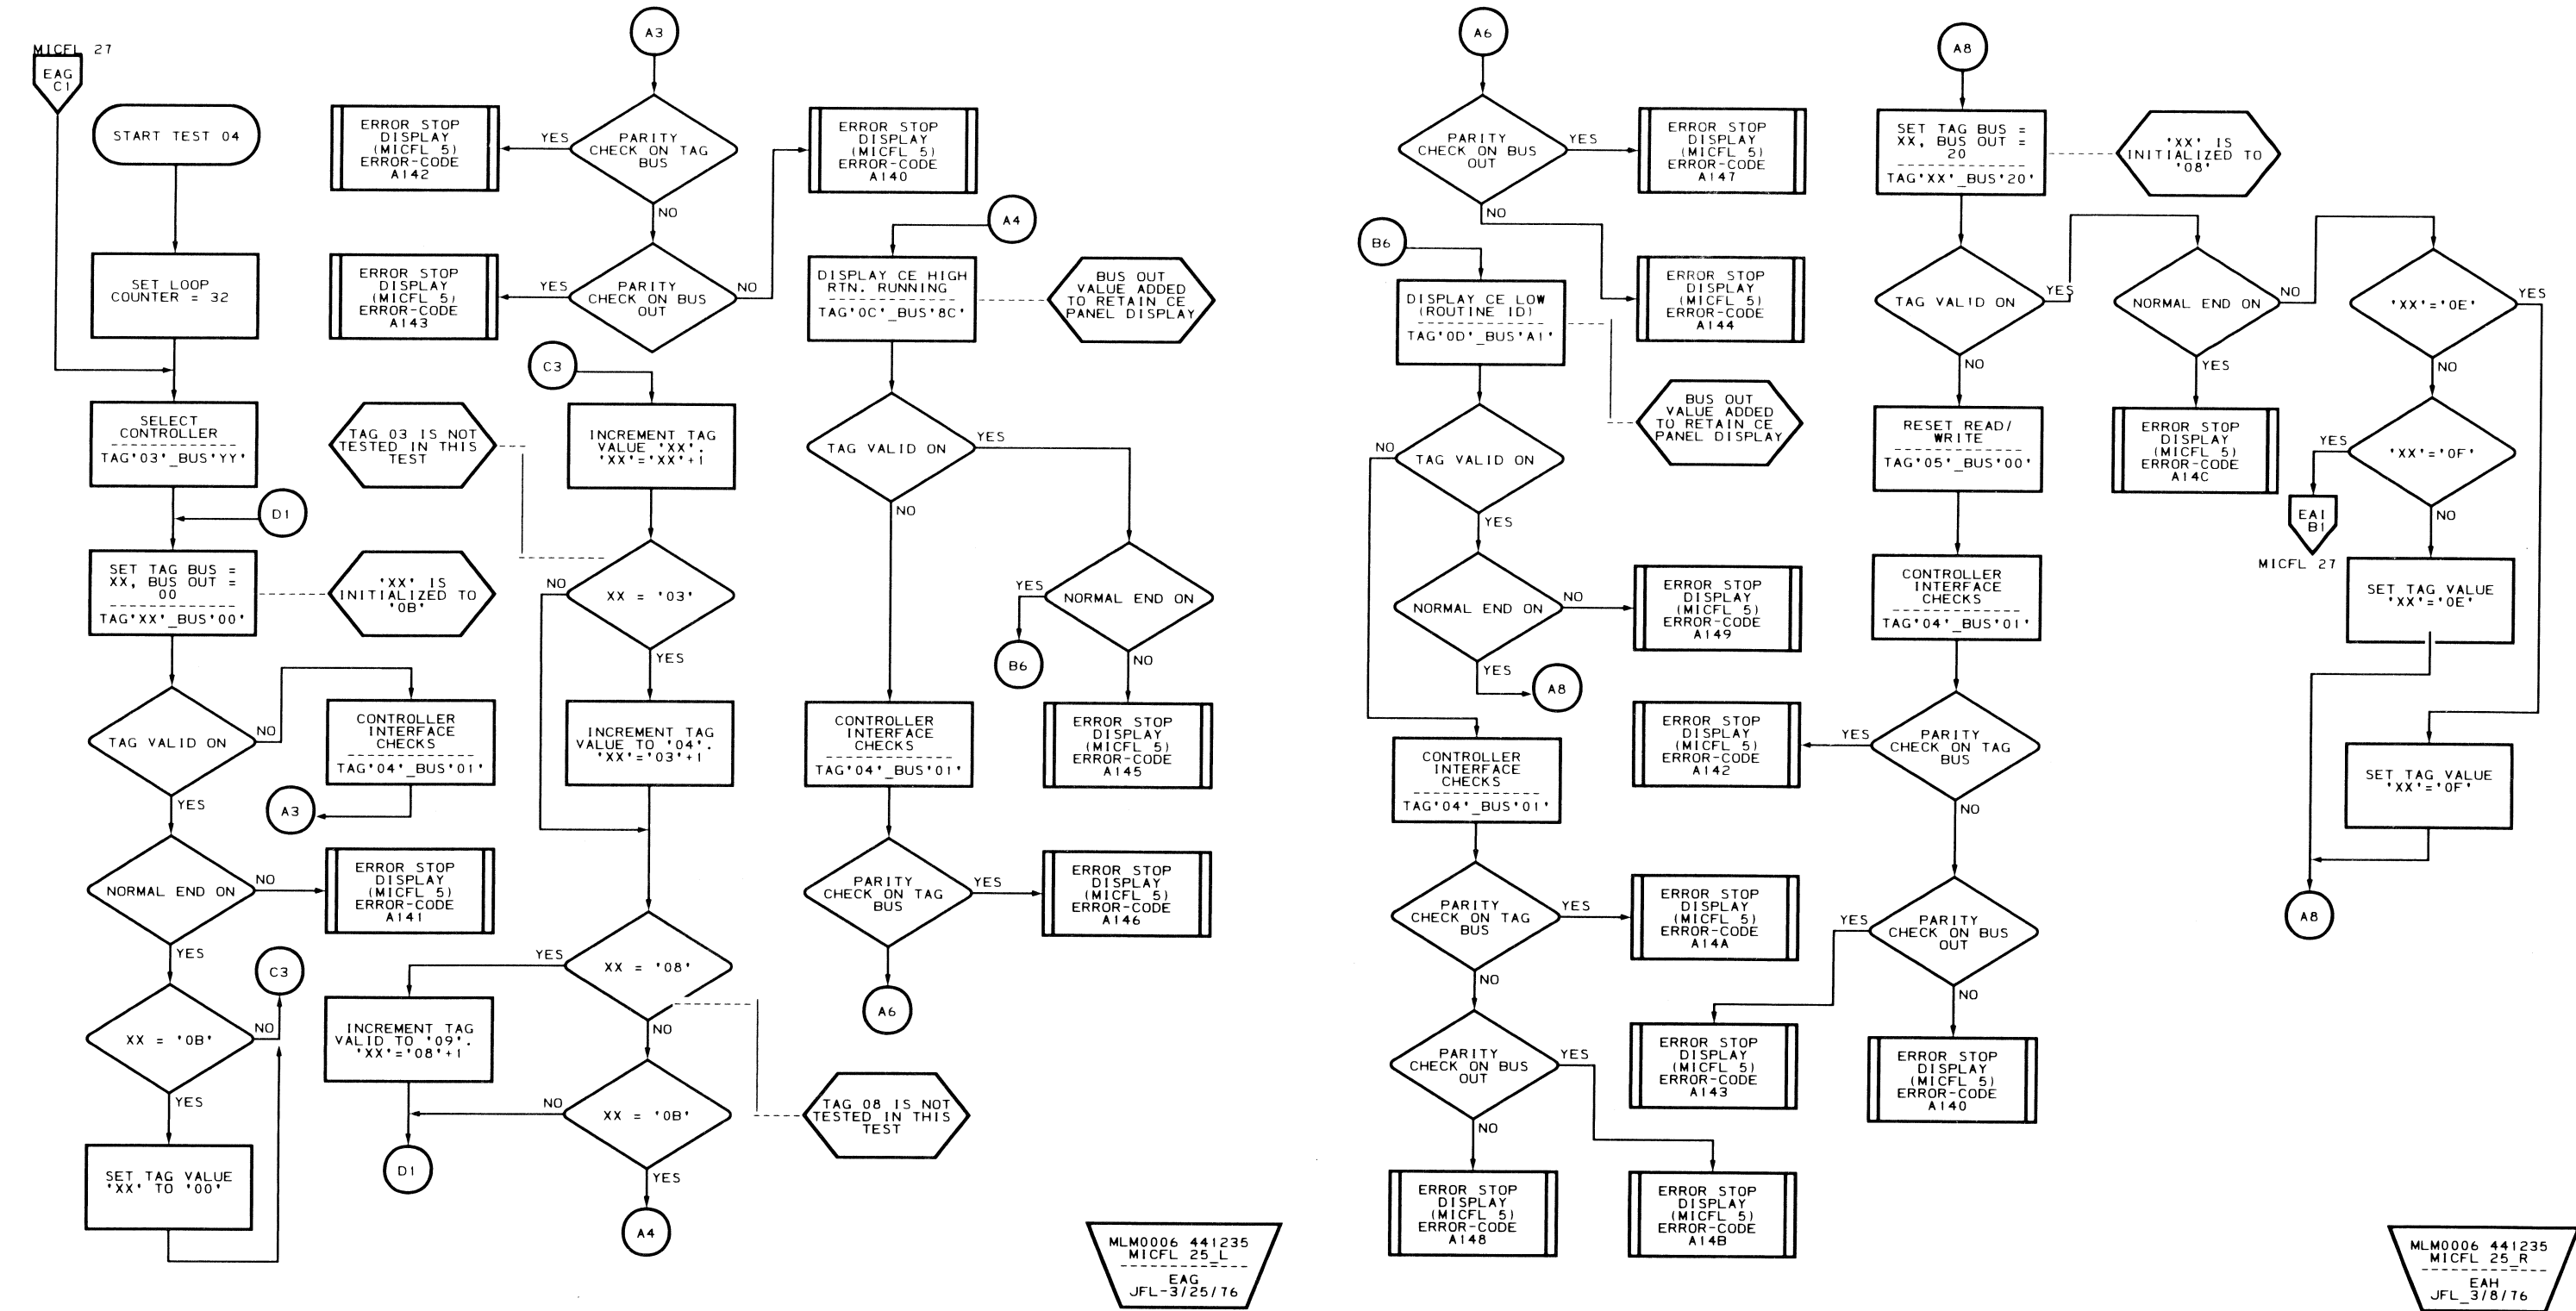 MICFL 27
EAG
C1
START TEST 04
SET LOOP
COUNTER = 32
SELECT
CONTROLLER
TAG'03'_BUS'YY'
D1
SET TAG BUS =
XX, BUS OUT =
00
TAG'XX'_BUS'00'
'XX' IS
INITIALIZED TO
'0B'
TAG VALID ON
NO
YES
CONTROLLER
INTERFACE
CHECKS
TAG'04'_BUS'01'
A3
NORMAL END ON
NO
YES
ERROR STOP
DISPLAY
(MICFL 5)
ERROR-CODE
A141
C3
XX = '0B'
NO
YES
SET TAG VALUE
'XX' TO '00'
A3
PARITY
CHECK ON TAG
BUS
YES
NO
ERROR STOP
DISPLAY
(MICFL 5)
ERROR-CODE
A142
PARITY
CHECK ON BUS
OUT
YES
NO
ERROR STOP
DISPLAY
(MICFL 5)
ERROR-CODE
A143
ERROR STOP
DISPLAY
(MICFL 5)
ERROR-CODE
A140
C3
INCREMENT TAG
VALUE 'XX'.
'XX'='XX'+1
TAG 03 IS NOT
TESTED IN THIS
TEST
XX = '03'
NO
YES
INCREMENT TAG
VALUE TO '04'.
'XX'='03'+1
XX = '08'
YES
NO
INCREMENT TAG
VALID TO '09'.
'XX'='08'+1
XX = '0B'
NO
YES
D1
A4
TAG 08 IS NOT
TESTED IN THIS
TEST
A4
DISPLAY CE HIGH
RTN. RUNNING
TAG'0C'_BUS'8C'
BUS OUT
VALUE ADDED
TO RETAIN CE
PANEL DISPLAY
TAG VALID ON
YES
NO
NORMAL END ON
YES
NO
B6
ERROR STOP
DISPLAY
(MICFL 5)
ERROR-CODE
A145
CONTROLLER
INTERFACE
CHECKS
TAG'04'_BUS'01'
PARITY
CHECK ON TAG
BUS
YES
ERROR STOP
DISPLAY
(MICFL 5)
ERROR-CODE
A146
A6
MLM0006 441235
MICFL 25_L
EAG
JFL-3/25/76
A6
PARITY
CHECK ON BUS
OUT
YES
NO
ERROR STOP
DISPLAY
(MICFL 5)
ERROR-CODE
A147
ERROR STOP
DISPLAY
(MICFL 5)
ERROR-CODE
A144
B6
DISPLAY CE LOW
(ROUTINE ID)
TAG'0D'_BUS'A1'
BUS OUT
VALUE ADDED
TO RETAIN CE
PANEL DISPLAY
TAG VALID ON
NO
YES
NORMAL END ON
NO
YES
ERROR STOP
DISPLAY
(MICFL 5)
ERROR-CODE
A149
A8
CONTROLLER
INTERFACE
CHECKS
TAG'04'_BUS'01'
PARITY
CHECK ON TAG
BUS
YES
NO
ERROR STOP
DISPLAY
(MICFL 5)
ERROR-CODE
A14A
PARITY
CHECK ON BUS
OUT
YES
NO
ERROR STOP
DISPLAY
(MICFL 5)
ERROR-CODE
A148
ERROR STOP
DISPLAY
(MICFL 5)
ERROR-CODE
A14B
A8
SET TAG BUS =
XX, BUS OUT =
20
TAG'XX'_BUS'20'
'XX' IS
INITIALIZED TO
'08'
TAG VALID ON
YES
NO
RESET READ/
WRITE
TAG'05'_BUS'00'
CONTROLLER
INTERFACE
CHECKS
TAG'04'_BUS'01'
PARITY
CHECK ON TAG
BUS
YES
NO
ERROR STOP
DISPLAY
(MICFL 5)
ERROR-CODE
A142
PARITY
CHECK ON BUS
OUT
YES
NO
ERROR STOP
DISPLAY
(MICFL 5)
ERROR-CODE
A143
ERROR STOP
DISPLAY
(MICFL 5)
ERROR-CODE
A140
NORMAL END ON
NO
YES
ERROR STOP
DISPLAY
(MICFL 5)
ERROR-CODE
A14C
'XX'='0E'
YES
NO
'XX'='0F'
YES
NO
EAI
B1
MICFL 27
SET TAG VALUE
'XX'='0E'
SET TAG VALUE
'XX'='0F'
A8
MLM0006 441235
MICFL 25_R
EAH
JFL_3/8/76